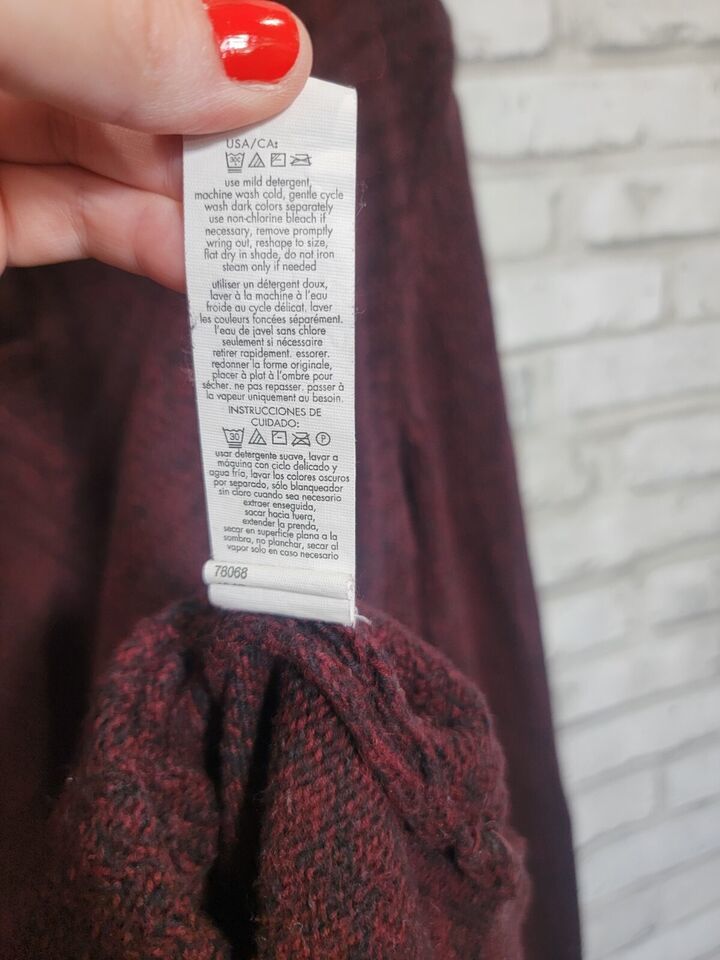 USA/CA:
use mild detergent,
machine wash cold, gentle cycle
wash dark colors separately
use non-chlorine bleach if
necessary, remove promptly
wring out, reshape to size,
flat dry in shade, do not iron
steam only if needed
utiliser un détergent doux,
laver à la machine à l'eau
froide au cycle délicat. laver
les couleurs foncées séparément.
l'eau de javel sans chlore
seulement si nécessaire
retirer rapidement. essorer.
redonner la forme originale,
placer à plat à l'ombre pour
sécher. ne pas repasser. passer à
la vapeur uniquement au besoin.
INSTRUCCIONES DE
CUIDADO:
30
P
usar detergente suave, lavar a
máquina con ciclo delicado y
agua fría, lavar los colores oscuros
por separado, sólo blanqueador
sin cloro cuando sea necesario
extraer enseguida,
sacar hacia fuera,
extender la prenda,
secar en superficie plana a la
sombra, no planchar, secar al
vapor solo en caso necesario
78068